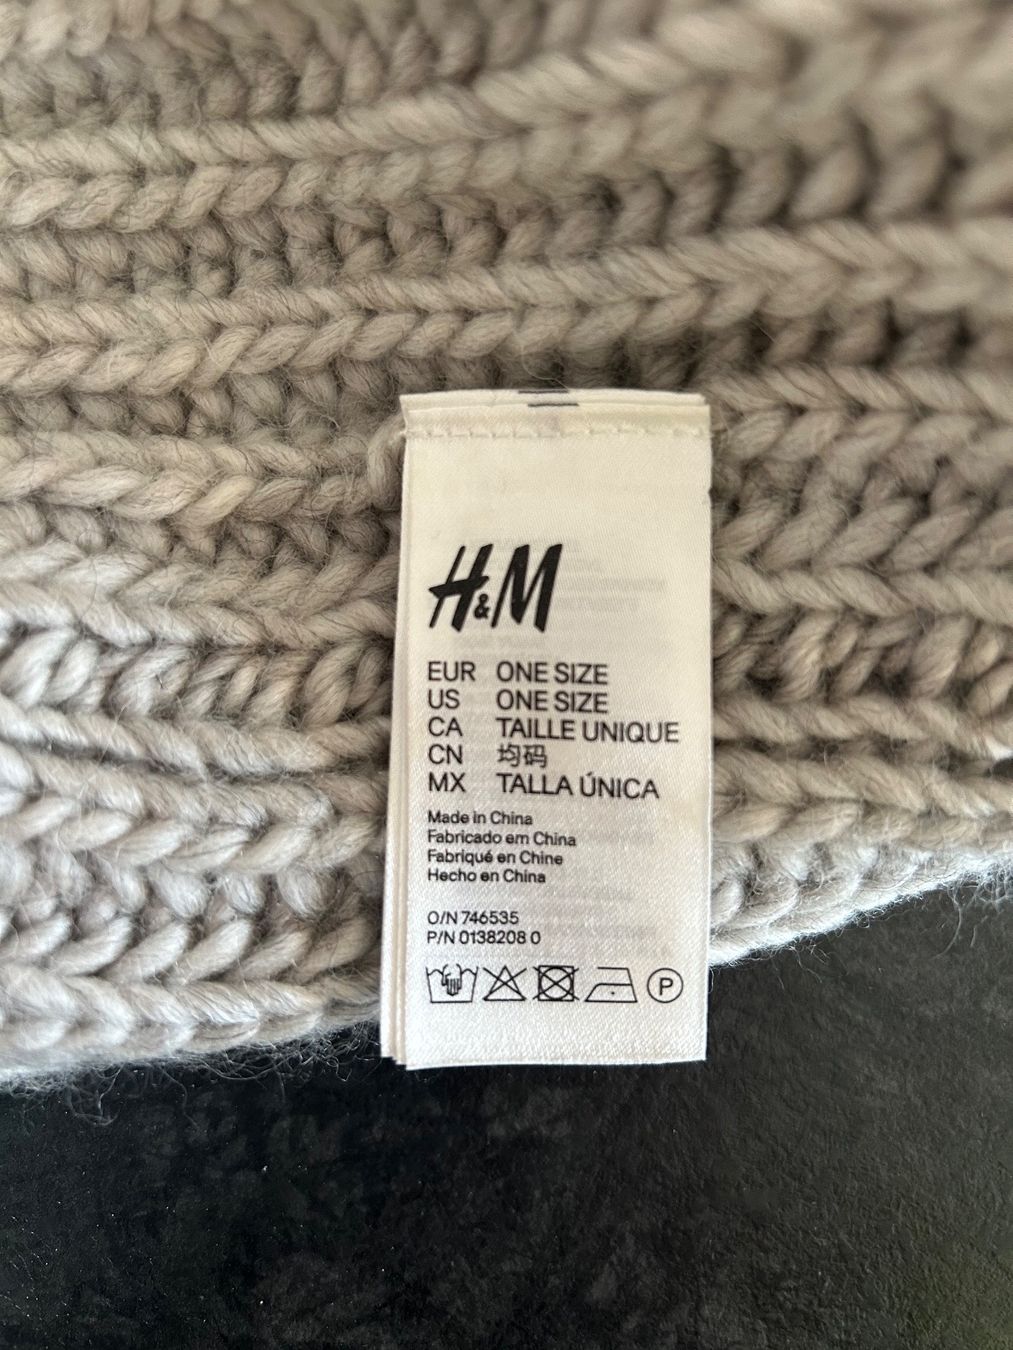 H&M
EUR ONE SIZE
US ONE SIZE
CA TAILLE UNIQUE
CN 均码
MX TALLA ÚNICA
Made in China
Fabricado em China
Fabriqué en Chine
Hecho en China
O/N 746535
P/N 0138208 0
P